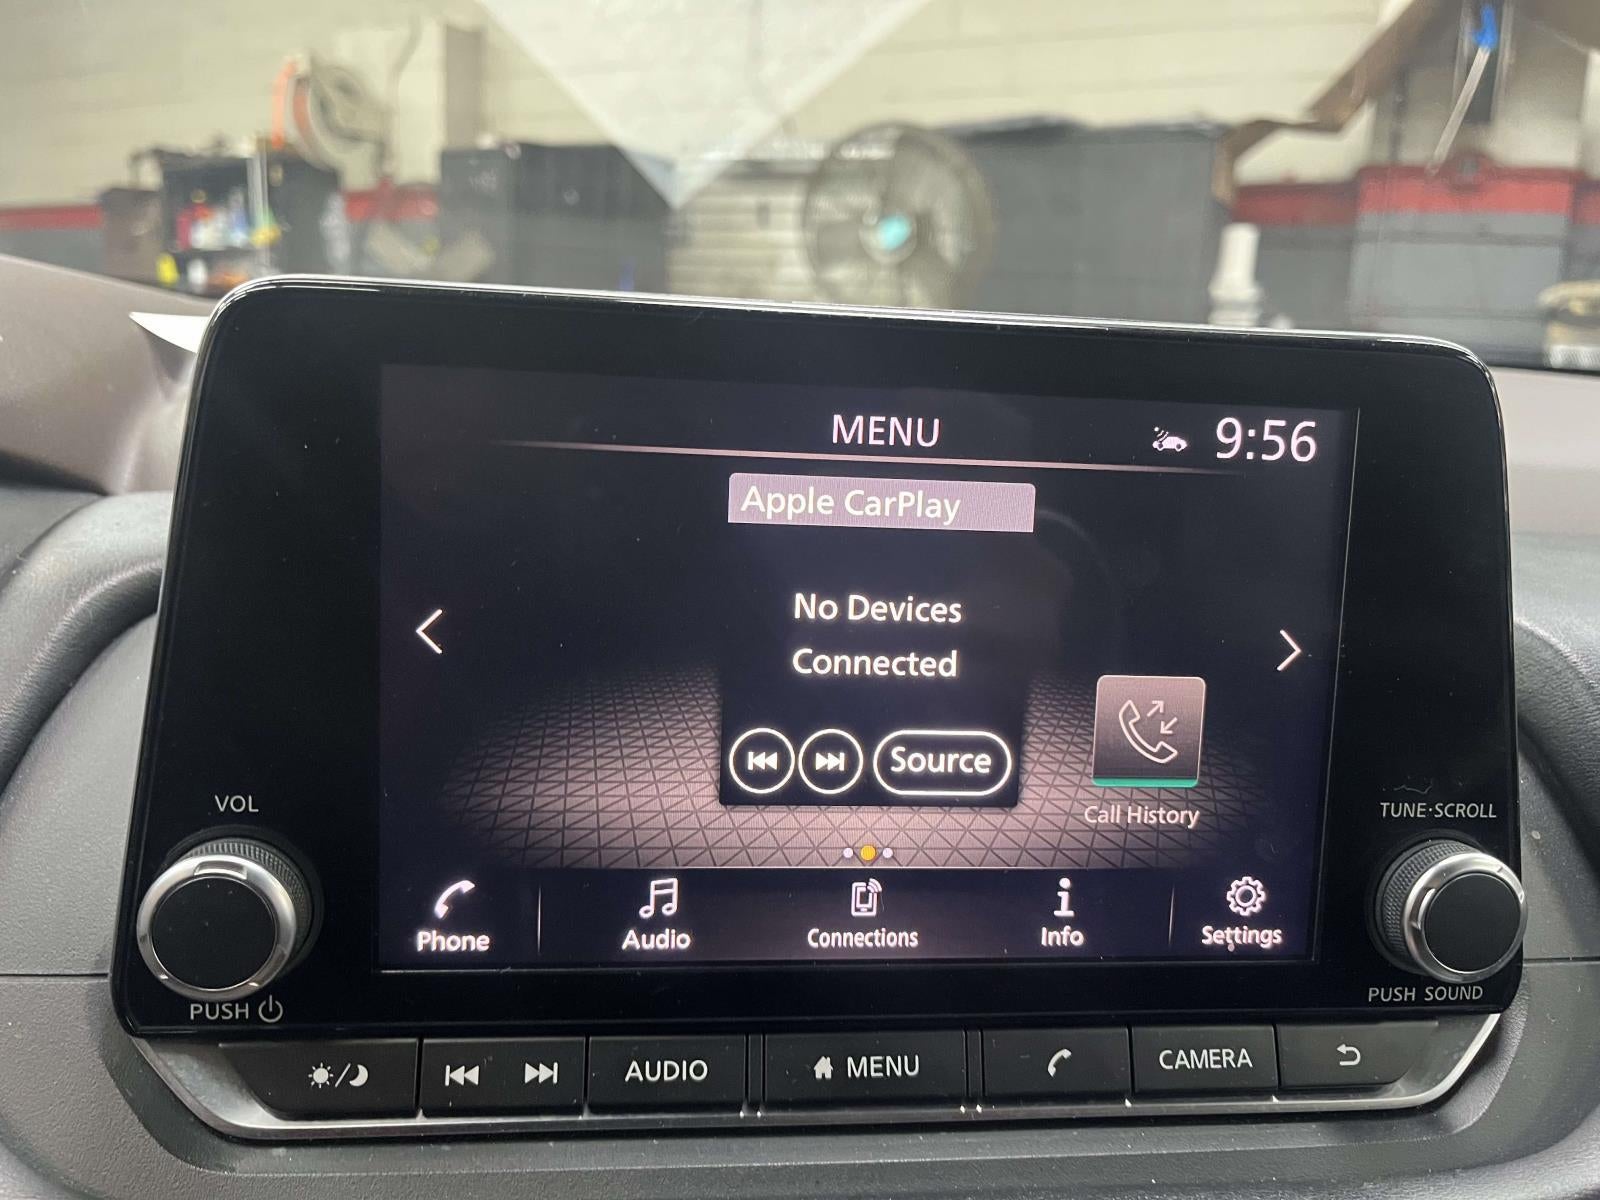 MENU
9:56
Apple CarPlay
No Devices
Connected
Source
Call History
Phone
Audio
Connections
Info
Settings
VOL
PUSH
TUNE·SCROLL
PUSH SOUND
AUDIO
MENU
CAMERA